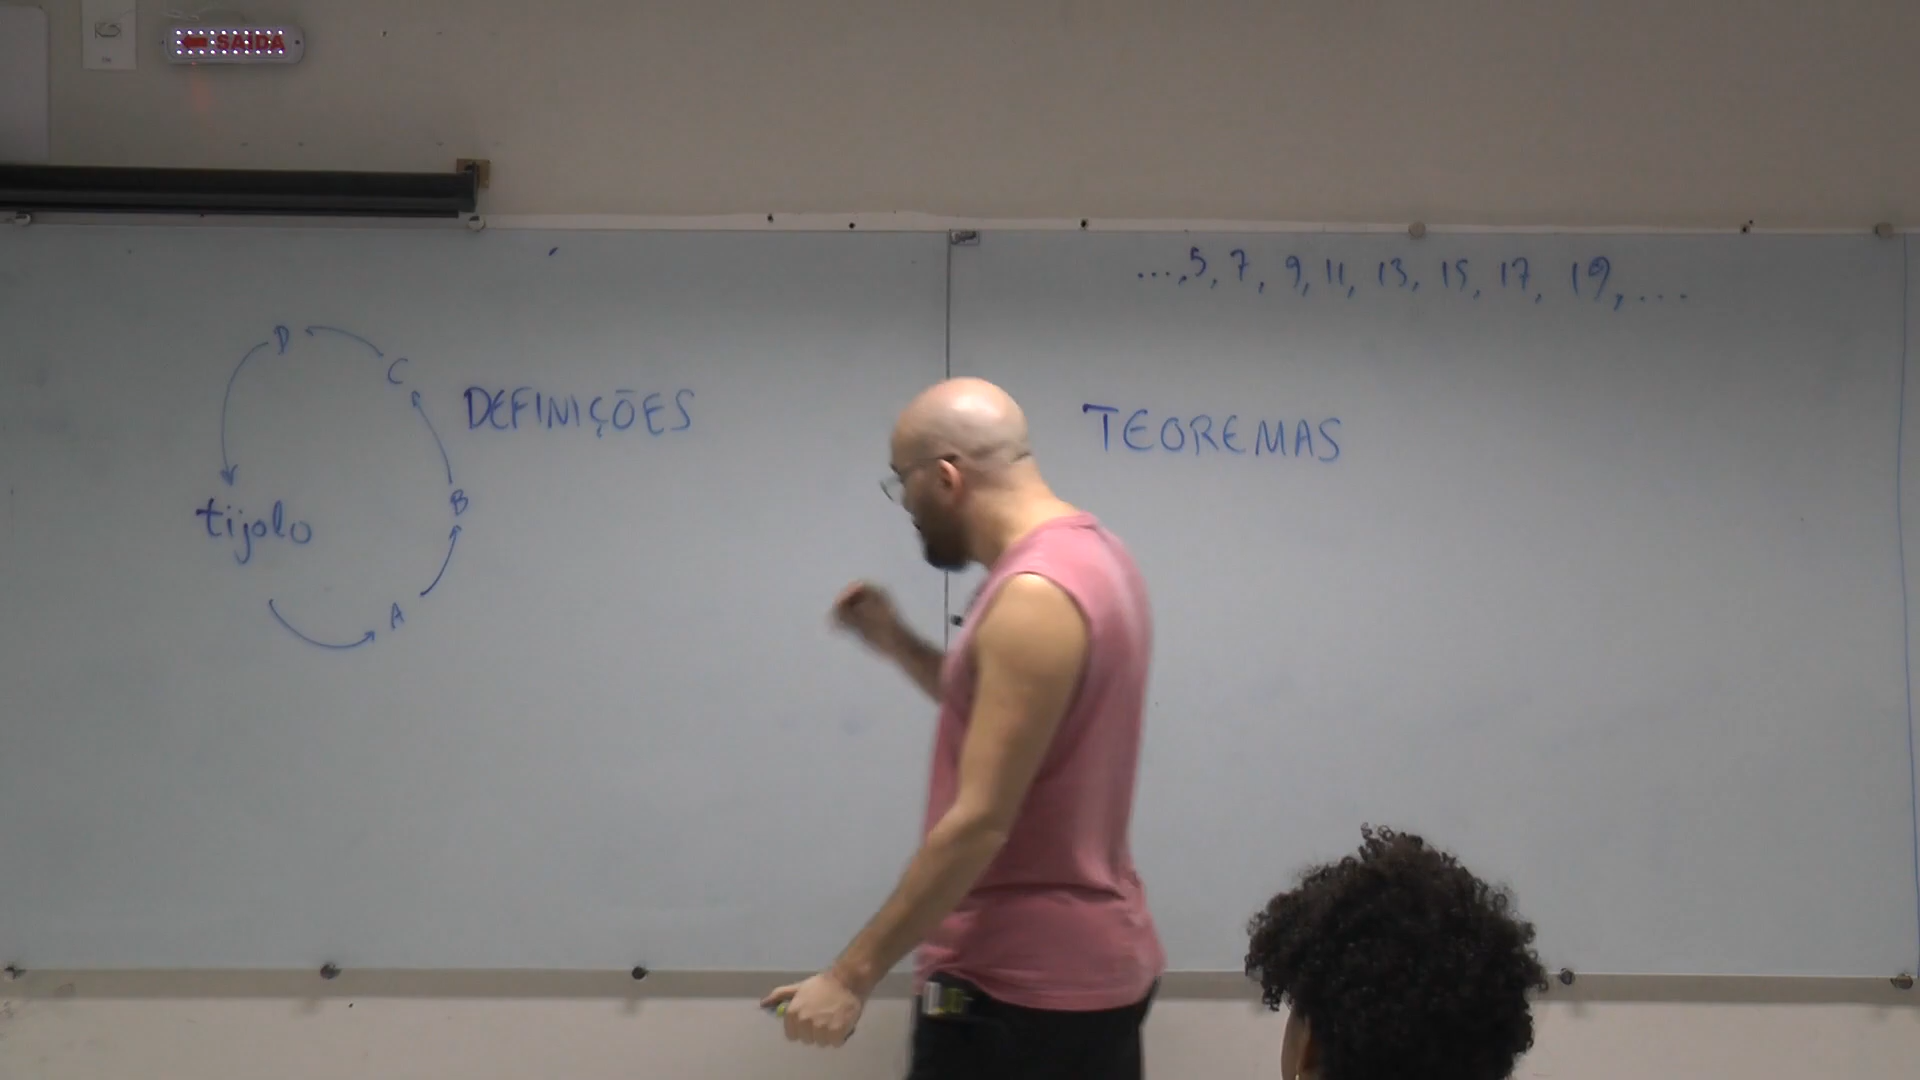 SAÍDA
..., 5, 7, 9, 11, 13, 15, 17, 19, ...
D
C
DEFINIÇÕES
TEOREMAS
B
tijolo
A